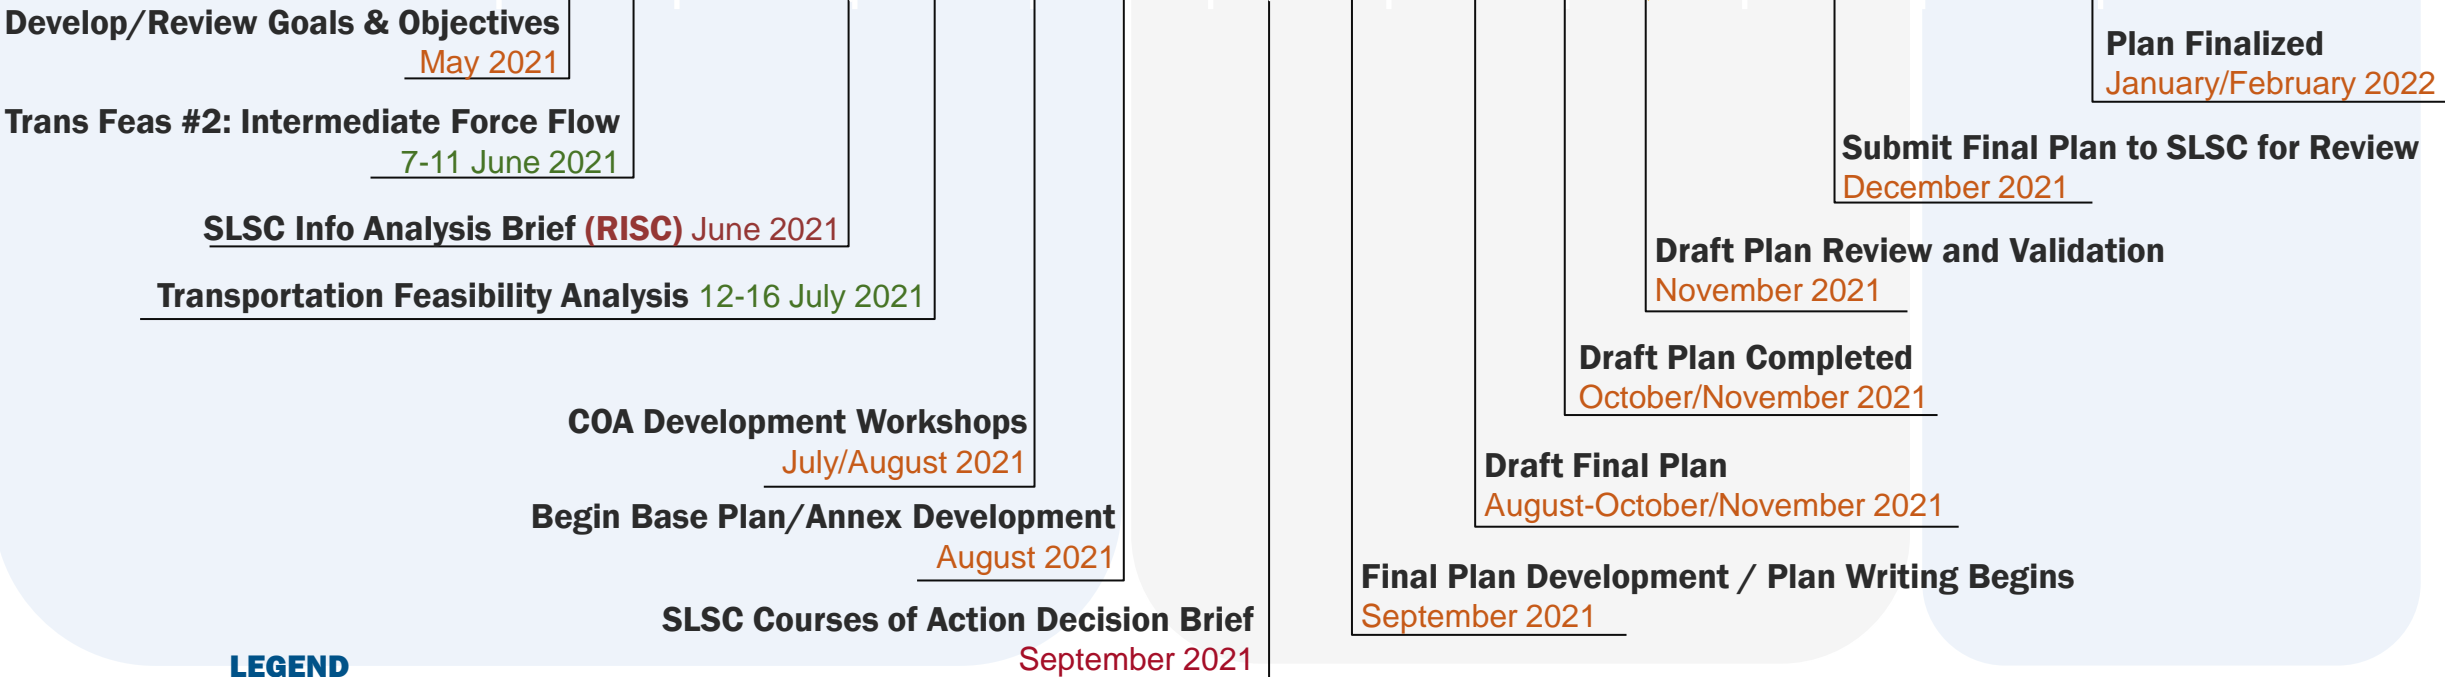 Develop/Review Goals & Objectives
May 2021
Trans Feas #2: Intermediate Force Flow
7-11 June 2021
SLSC Info Analysis Brief (RISC) June 2021
Transportation Feasibility Analysis 12-16 July 2021
COA Development Workshops
July/August 2021
Begin Base Plan/Annex Development
August 2021
SLSC Courses of Action Decision Brief
September 2021
LEGEND
Plan Finalized
January/February 2022
Submit Final Plan to SLSC for Review
December 2021
Draft Plan Review and Validation
November 2021
Draft Plan Completed
October/November 2021
Draft Final Plan
August-October/November 2021
Final Plan Development / Plan Writing Begins
September 2021